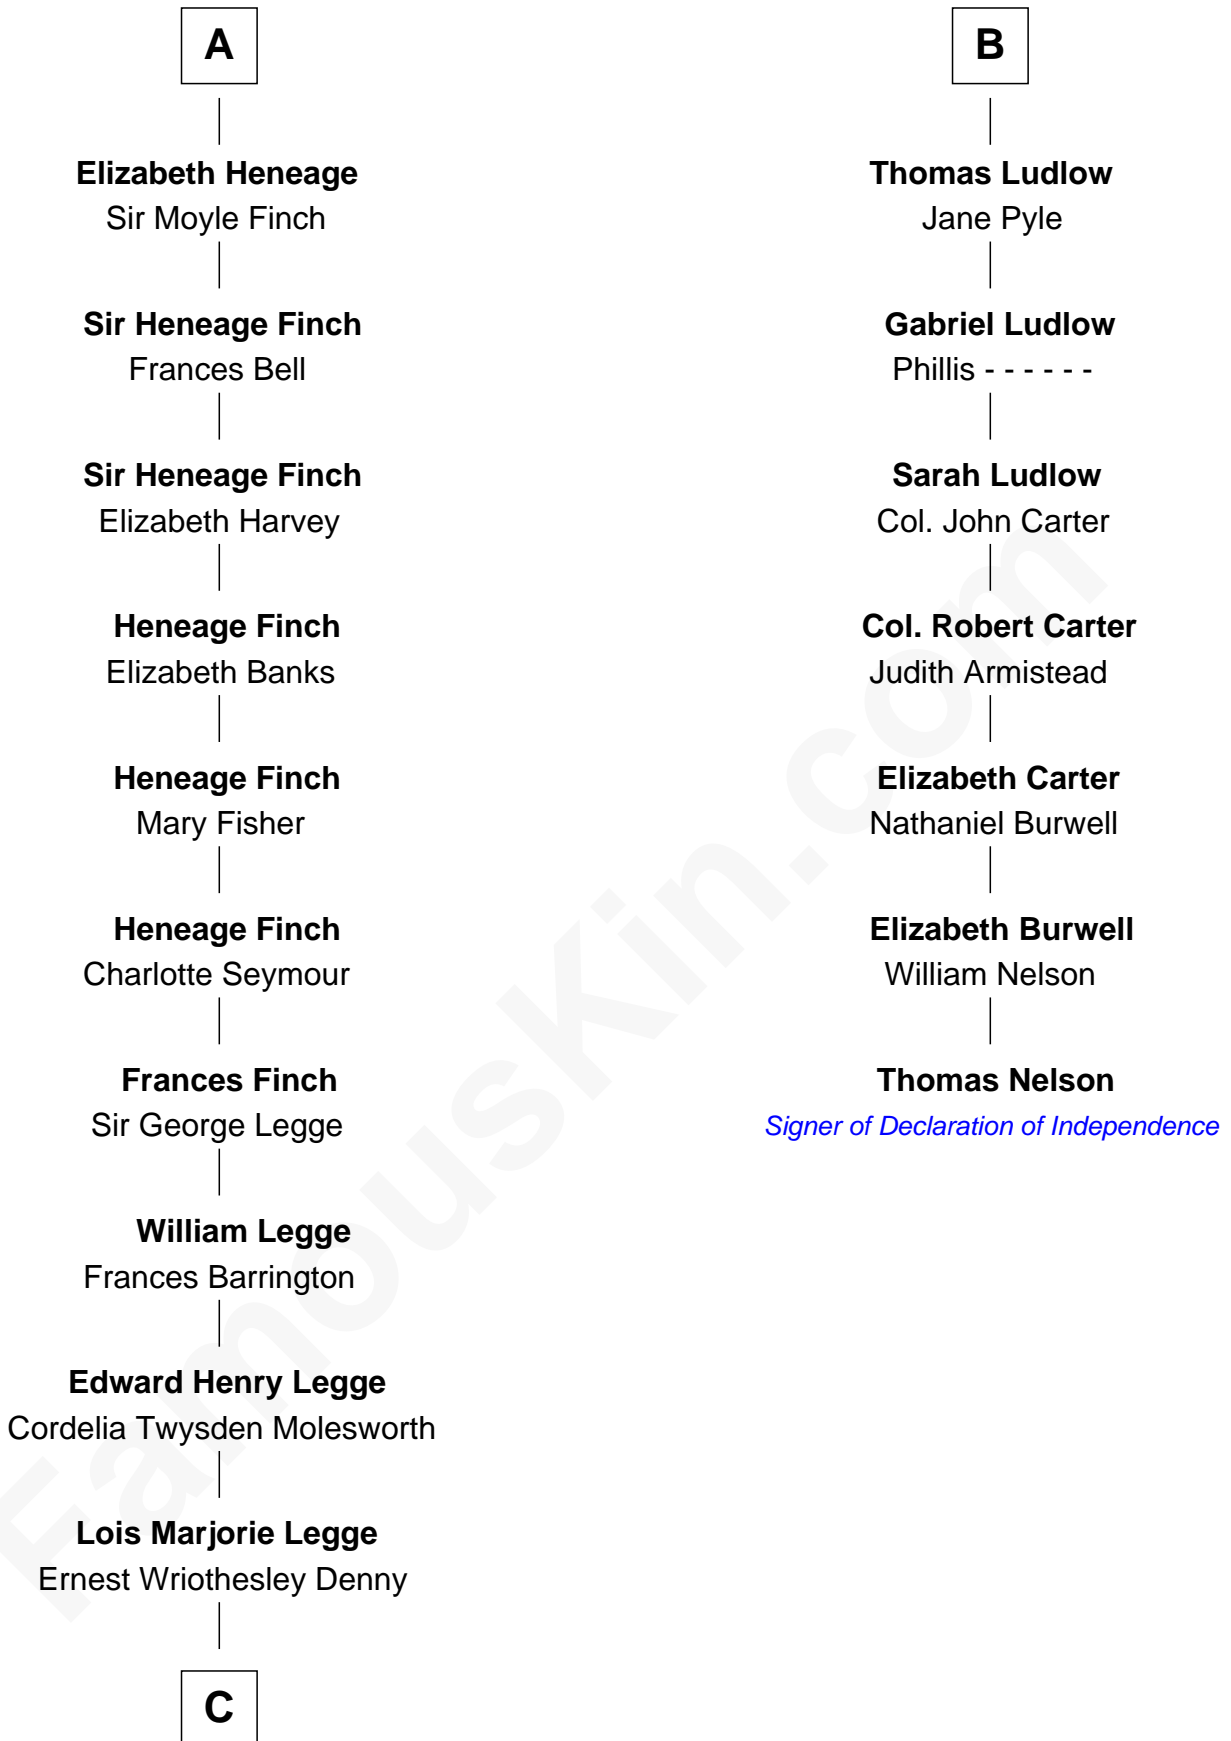 A
Elizabeth Heneage
Sir Moyle Finch
Sir Heneage Finch
Frances Bell
Sir Heneage Finch
Elizabeth Harvey
Heneage Finch
Elizabeth Banks
Heneage Finch
Mary Fisher
Heneage Finch
Charlotte Seymour
Frances Finch
Sir George Legge
William Legge
Frances Barrington
Edward Henry Legge
Cordelia Twysden Molesworth
Lois Marjorie Legge
Ernest Wriothesley Denny
C
B
Thomas Ludlow
Jane Pyle
Gabriel Ludlow
Phillis - - - - - -
Sarah Ludlow
Col. John Carter
Col. Robert Carter
Judith Armistead
Elizabeth Carter
Nathaniel Burwell
Elizabeth Burwell
William Nelson
Thomas Nelson
Signer of Declaration of Independence
FamousKin.com